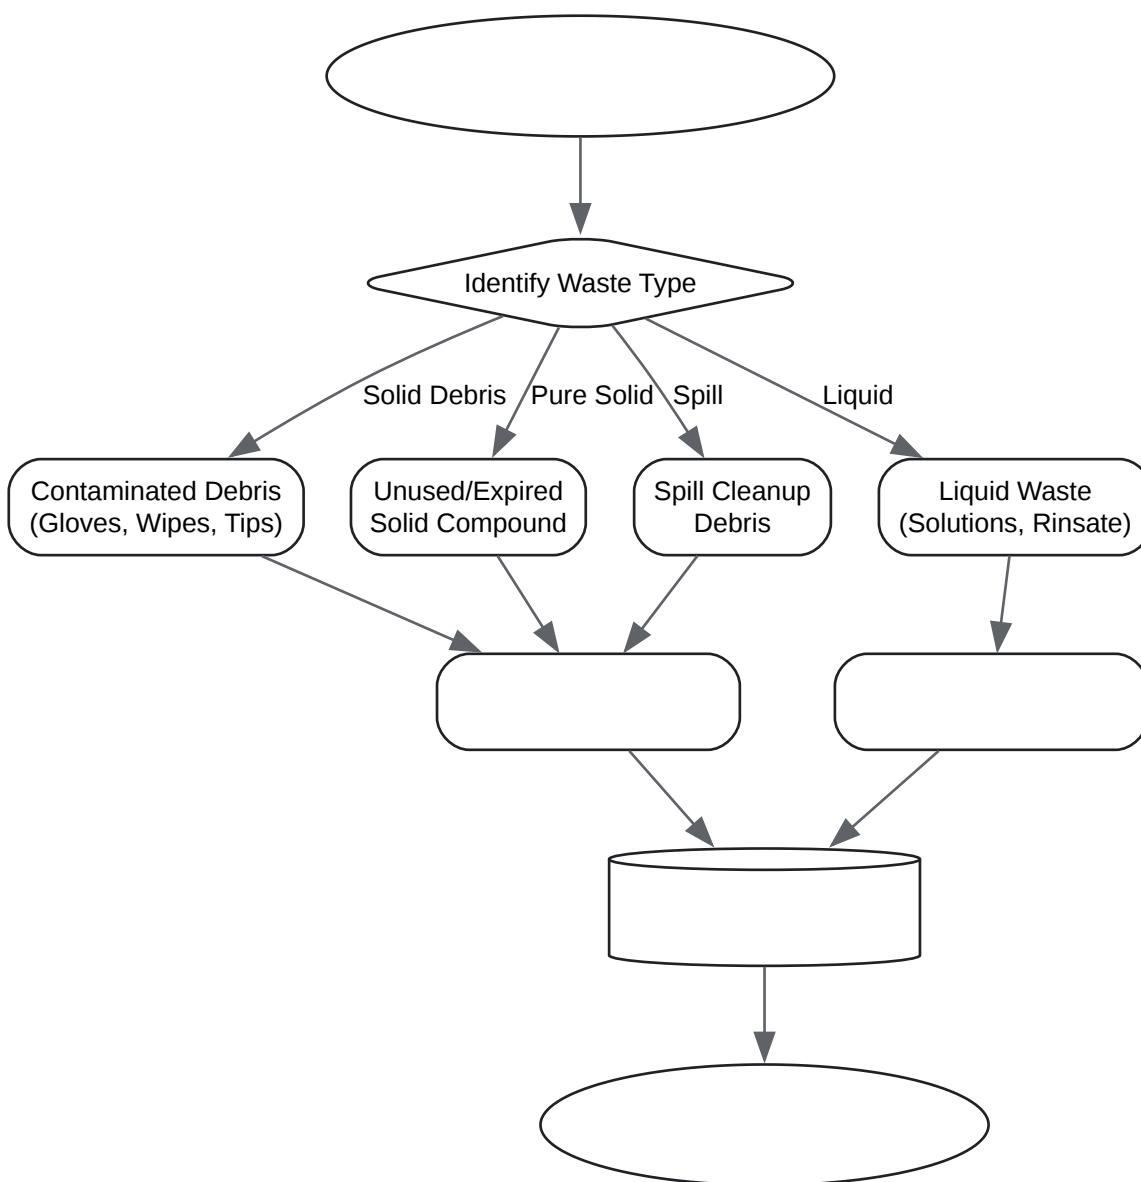 Identify Waste Type
Solid Debris
Pure Solid
Spill
Liquid
Contaminated Debris
(Gloves, Wipes, Tips)
Unused/Expired
Solid Compound
Spill Cleanup
Debris
Liquid Waste
(Solutions, Rinsate)